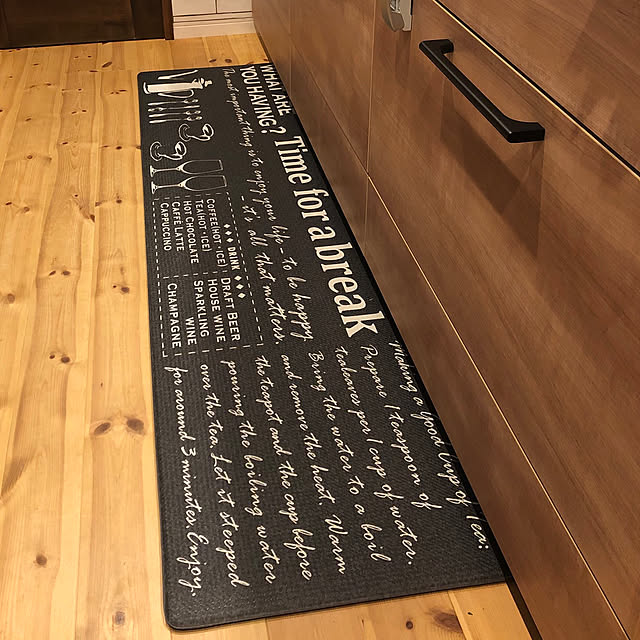 WHAT ARE
YOU HAVING?
The most important thing is to enjoy your life - to be happy
- it's all that matters.
Time for a break
◆◆◆ DRINK ◆◆◆
COFFEE(HOT·ICE)
TEA(HOT·ICE)
HOT CHOCOLATE
CAFFÈ LATTE
CAPPUCCINO
DRAFT BEER
HOUSE WINE
SPARKLING
WINE
CHAMPAGNE
Making a good Cup of Tea:
Prepare 1 teaspoon of
tealeaves per 1 cup of water.
Bring the water to a boil
and remove the heat. Warm
the teapot and the cup before
pouring the boiling water
over the tea. Let it steeped
for around 3 minutes. Enjoy.